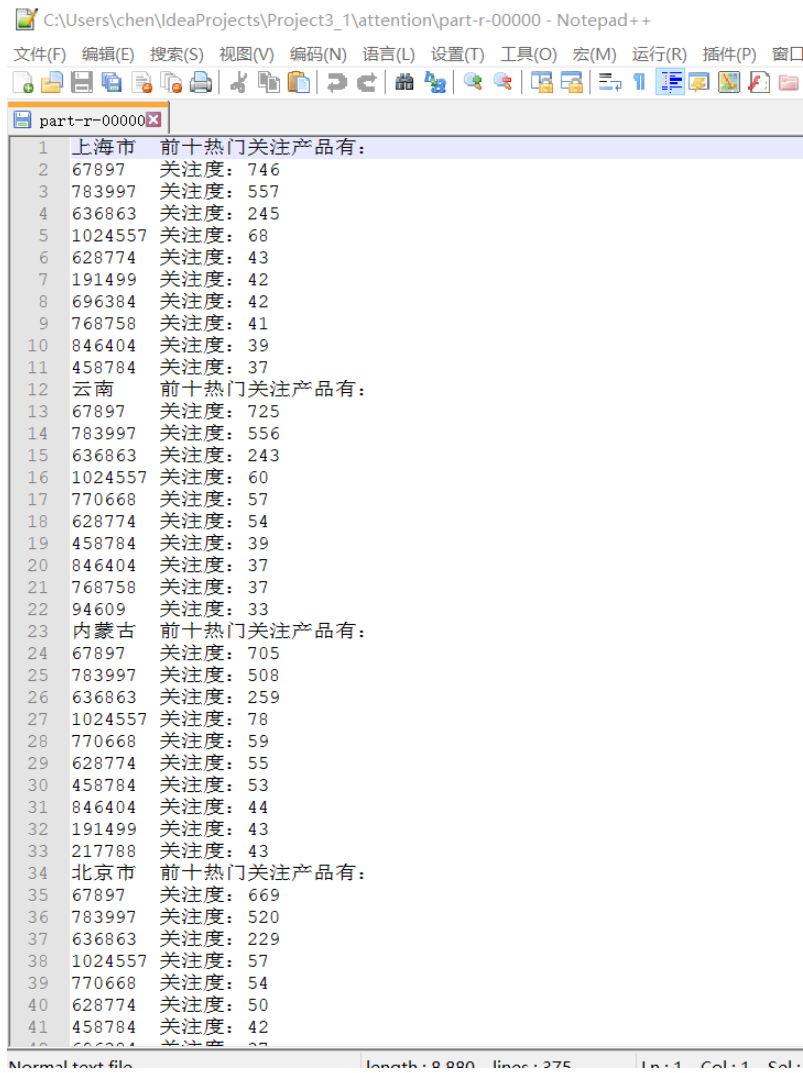 C:\Users\chen\IdeaProjects\Project3_1\attention\part-r-00000 - Notepad++
文件(F) 编辑(E) 搜索(S) 视图(V) 编码(N) 语言(L) 设置(T) 工具(O) 宏(M) 运行(R) 插件(P) 窗口
part-r-00000
1 上海市 前十热门关注产品有:
2 67897 关注度: 746
3 783997 关注度: 557
4 636863 关注度: 245
5 1024557 关注度: 68
6 628774 关注度: 43
7 191499 关注度: 42
8 696384 关注度: 42
9 768758 关注度: 41
10 846404 关注度: 39
11 458784 关注度: 37
12 云南 前十热门关注产品有:
13 67897 关注度: 725
14 783997 关注度: 556
15 636863 关注度: 243
16 1024557 关注度: 60
17 770668 关注度: 57
18 628774 关注度: 54
19 458784 关注度: 39
20 846404 关注度: 37
21 768758 关注度: 37
22 94609 关注度: 33
23 内蒙古 前十热门关注产品有:
24 67897 关注度: 705
25 783997 关注度: 508
26 636863 关注度: 259
27 1024557 关注度: 78
28 770668 关注度: 59
29 628774 关注度: 55
30 458784 关注度: 53
31 846404 关注度: 44
32 191499 关注度: 43
33 217788 关注度: 43
34 北京市 前十热门关注产品有:
35 67897 关注度: 669
36 783997 关注度: 520
37 636863 关注度: 229
38 1024557 关注度: 57
39 770668 关注度: 54
40 628774 关注度: 50
41 458784 关注度: 42
Normal text file length : 8,880 lines : 375 Ln : 1 Col : 1 Sel :